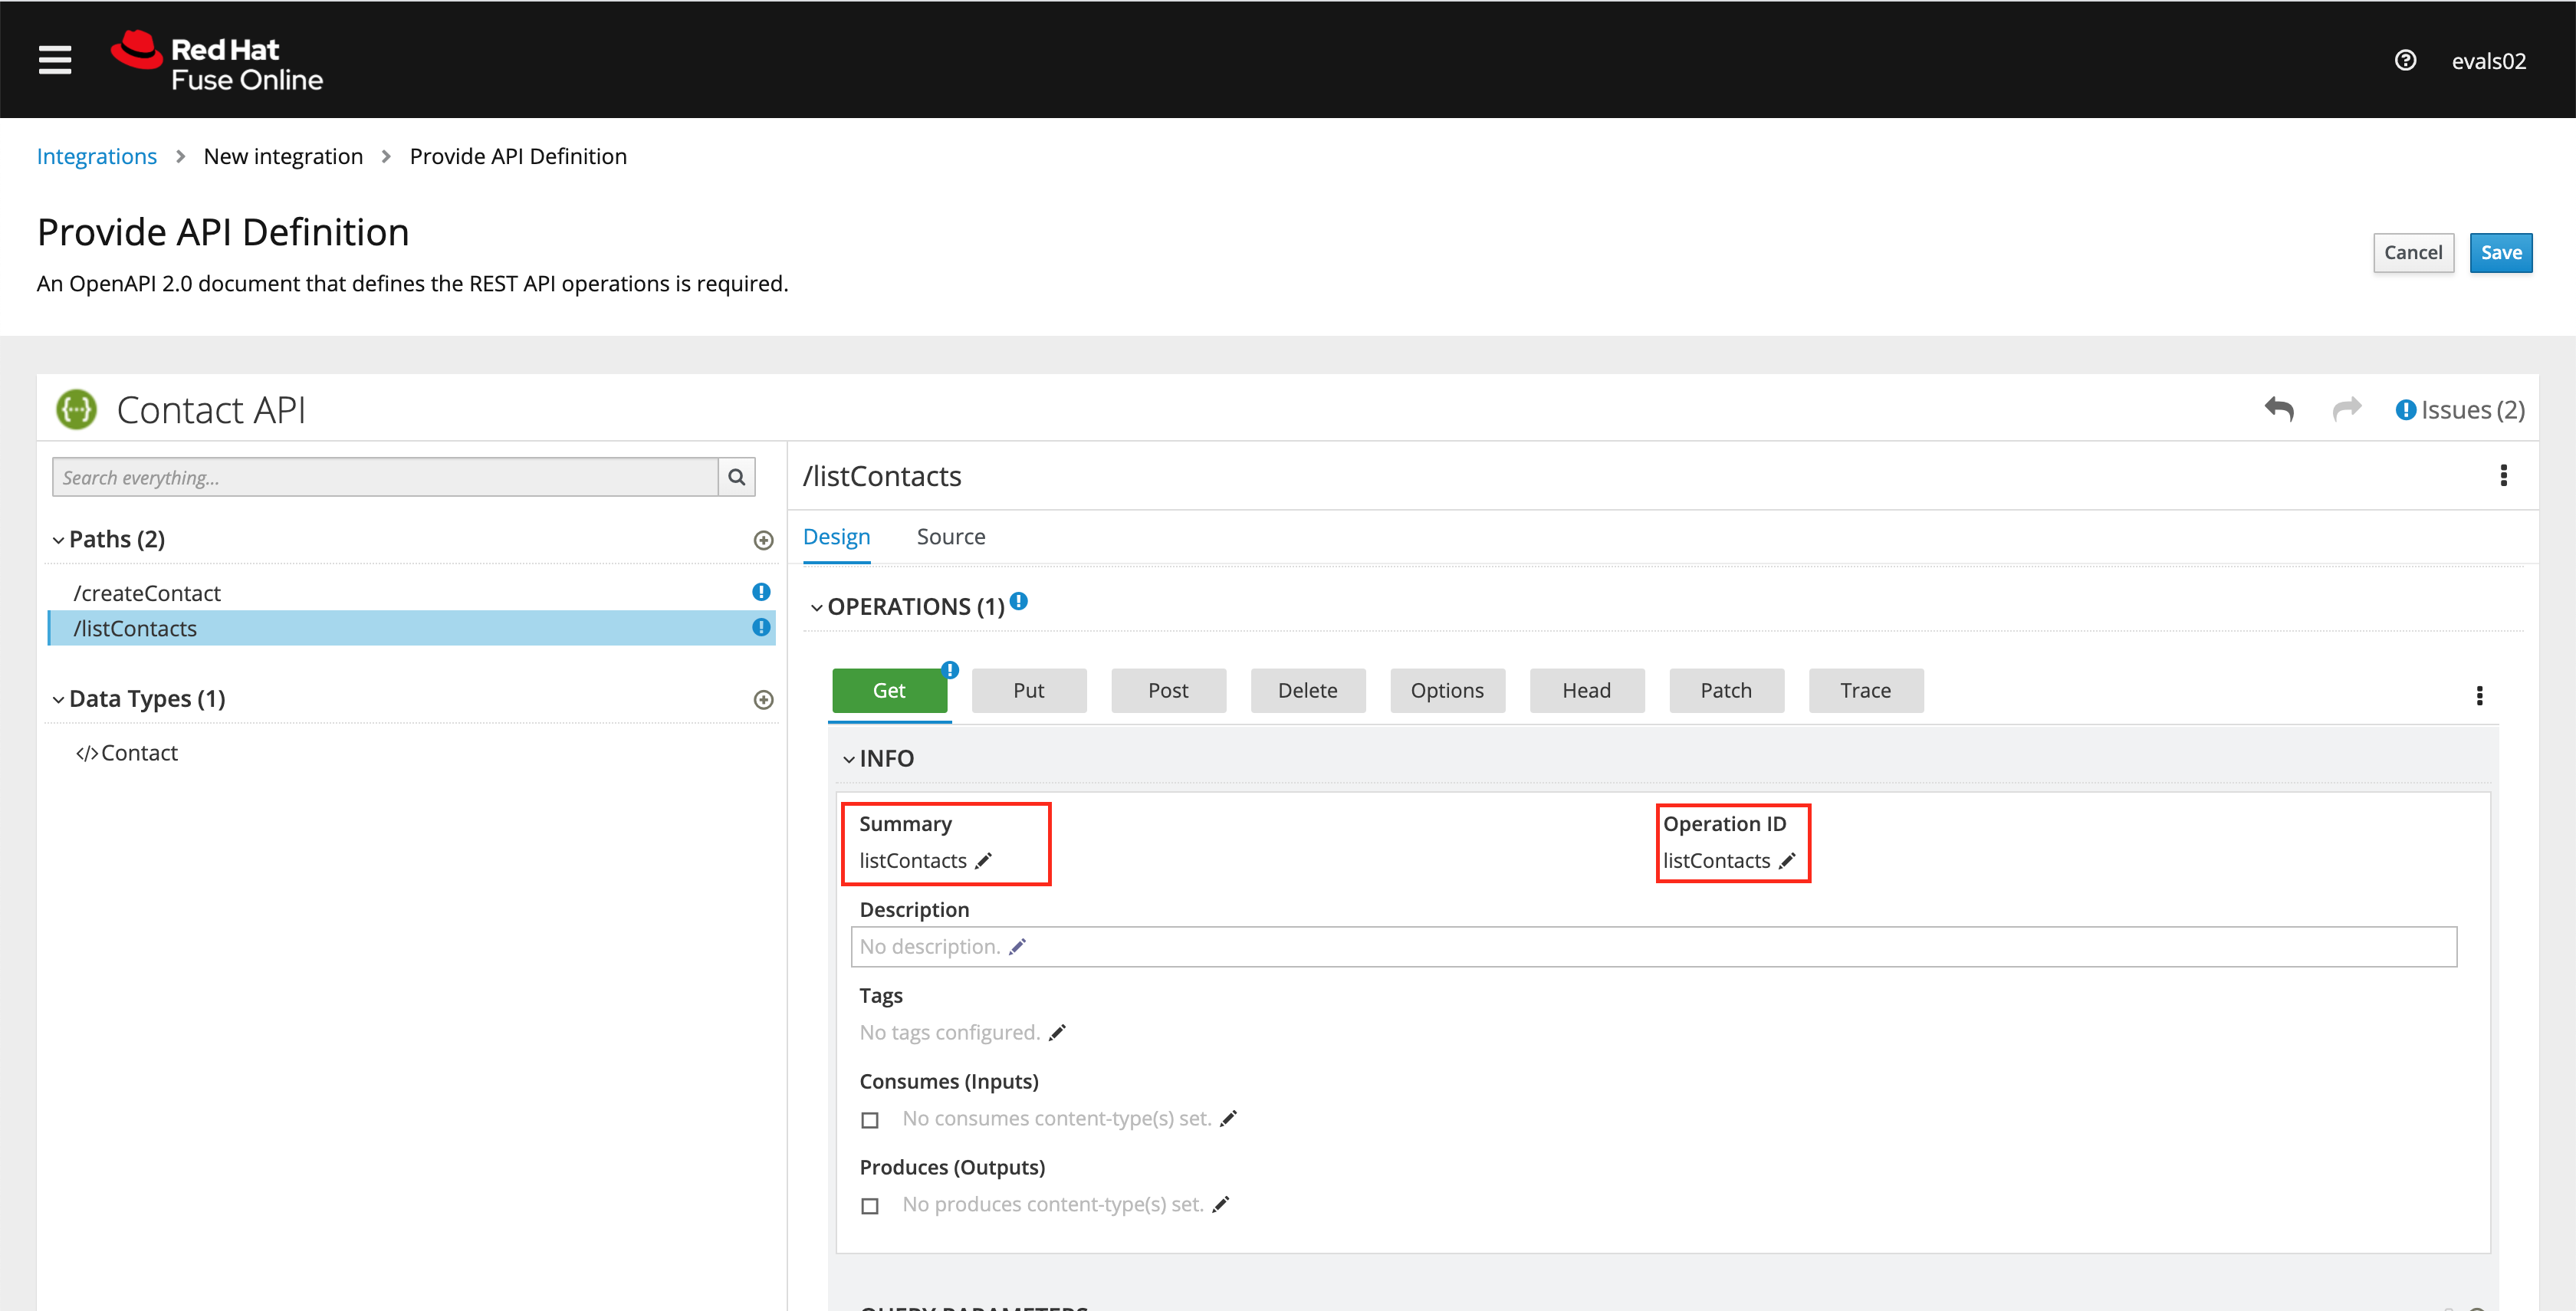 Red Hat
Fuse Online
evals02
Integrations > New integration > Provide API Definition
Provide API Definition
Cancel
Save
An OpenAPI 2.0 document that defines the REST API operations is required.
Contact API
Issues (2)
Search everything...
/listContacts
Paths (2)
/createContact
/listContacts
Data Types (1)
</>Contact
Design
Source
OPERATIONS (1)
Get
Put
Post
Delete
Options
Head
Patch
Trace
INFO
Summary
Operation ID
listContacts
listContacts
Description
No description.
Tags
No tags configured.
Consumes (Inputs)
No consumes content-type(s) set.
Produces (Outputs)
No produces content-type(s) set.
QUERY PARAMETERS